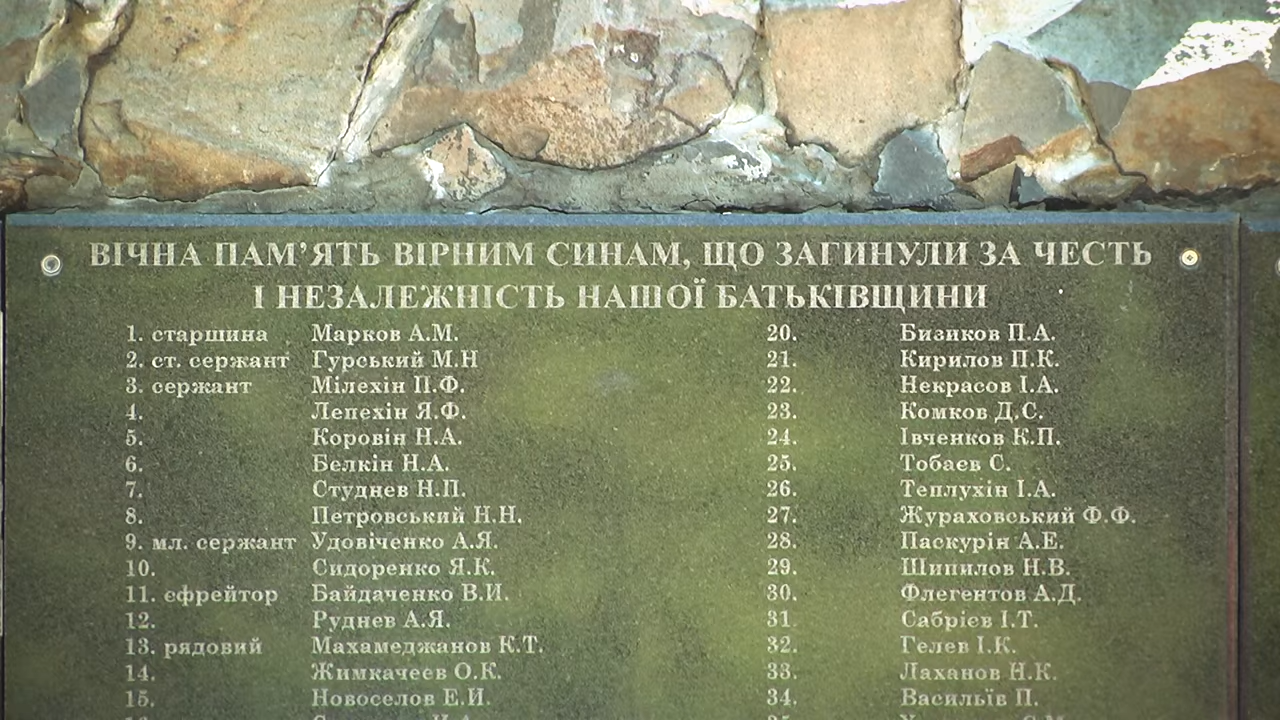 ВІЧНА ПАМ’ЯТЬ ВІРНИМ СИНАМ, ЩО ЗАГИНУЛИ ЗА ЧЕСТЬ
І НЕЗАЛЕЖНІСТЬ НАШОЇ БАТЬКІВЩИНИ
1. старшина Марков А.М.
2. ст. сержант Гурський М.Н
3. сержант Мілехін П.Ф.
4. Лепехін Я.Ф.
5. Коровін Н.А.
6. Белкін Н.А.
7. Студнев Н.П.
8. Петровський Н.Н.
9. мл. сержант Удовіченко А.Я.
10. Сидоренко Я.К.
11. єфрейтор Байдаченко В.И.
12. Руднев А.Я.
13. рядовий Махамеджанов К.Т.
14. Жимкачеев О.К.
15. Новоселов Е.И.
20. Бизиков П.А.
21. Кирилов П.К.
22. Некрасов І.А.
23. Комков Д.С.
24. Івченков К.П.
25. Тобаев С.
26. Теплухін І.А.
27. Жураховський Ф.Ф.
28. Паскурін А.Е.
29. Шипилов Н.В.
30. Флегентов А.Д.
31. Сабрієв І.Т.
32. Гелев І.К.
33. Лаханов Н.К.
34. Васильїв П.